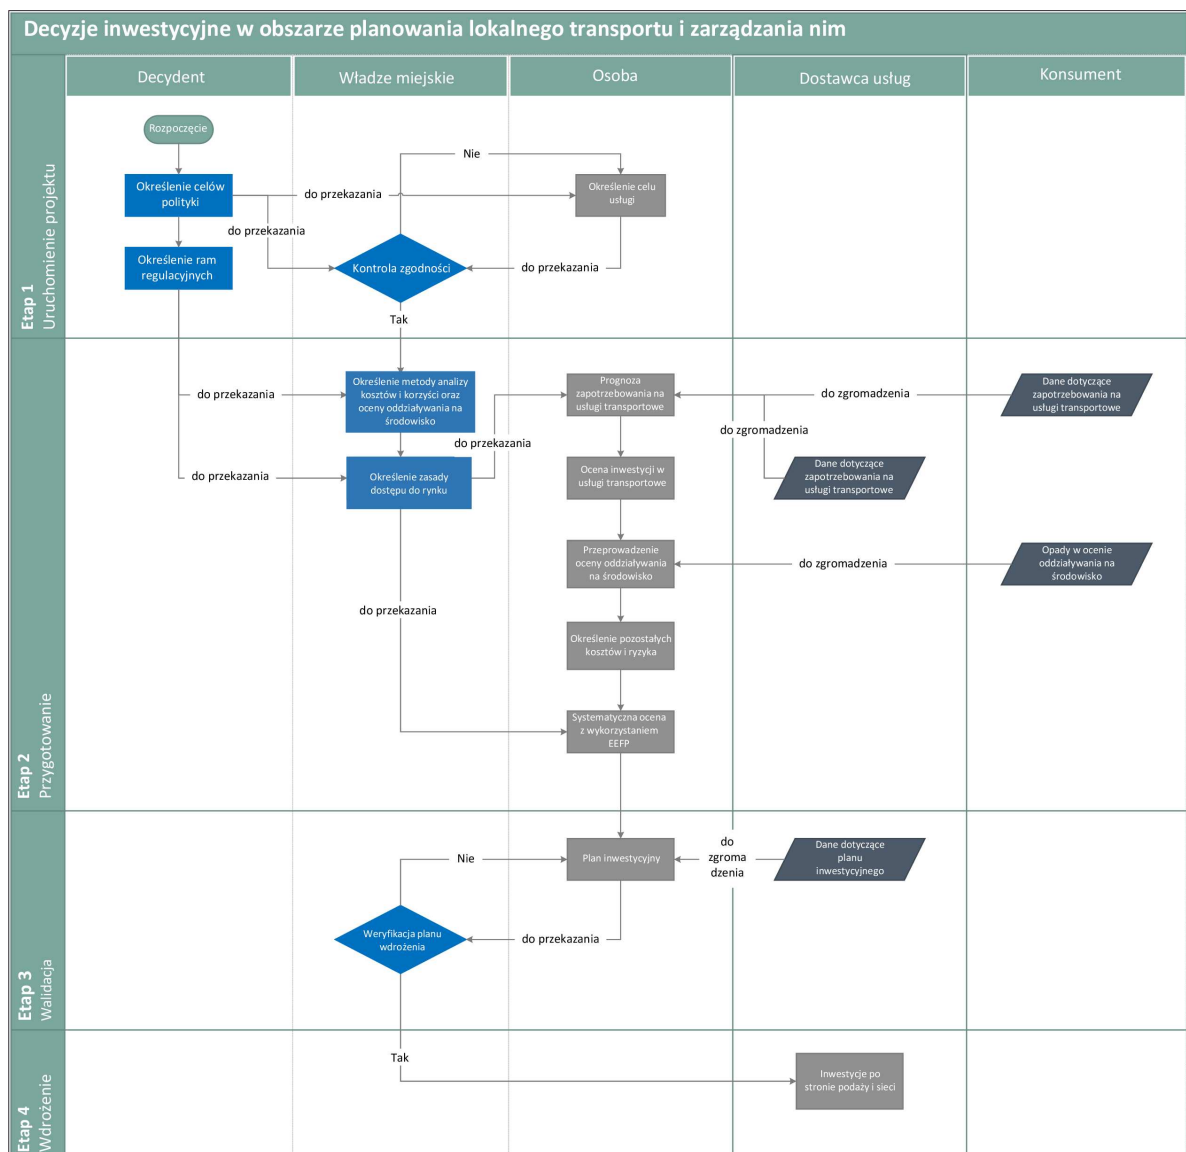 Decyzje inwestycyjne w obszarze planowania lokalnego transportu i zarządzania nim
Decydent
Władze miejskie
Osoba
Dostawca usług
Konsument
Etap 1
Uruchomienie projektu
Rozpoczęcie
Nie
Określenie celów
polityki
do przekazania
Określenie celu
usługi
do przekazania
Określenie ram
regulacyjnych
Kontrola zgodności
do przekazania
Tak
Etap 2
Przygotowanie
do przekazania
Określenie metody analizy
kosztów i korzyści oraz
oceny oddziaływania na
środowisko
Prognoza
zapotrzebowania na
usługi transportowe
do zgromadzenia
Dane dotyczące
zapotrzebowania na
usługi transportowe
do przekazania
do zgromadzenia
do przekazania
Określenie zasady
dostępu do rynku
Ocena inwestycji w
usługi transportowe
Dane dotyczące
zapotrzebowania na
usługi transportowe
Przeprowadzenie
oceny oddziaływania
na środowisko
do zgromadzenia
Opady w ocenie
oddziaływania na
środowisko
do przekazania
Określenie pozostałych
kosztów i ryzyka
Systematyczna ocena
z wykorzystaniem
EEFP
Etap 3
Walidacja
Nie
Plan inwestycyjny
do
zgroma
dzenia
Dane dotyczące
planu
inwestycyjnego
Weryfikacja planu
wdrożenia
do przekazania
Etap 4
Wdrożenie
Tak
Inwestycje po
stronie podaży i sieci